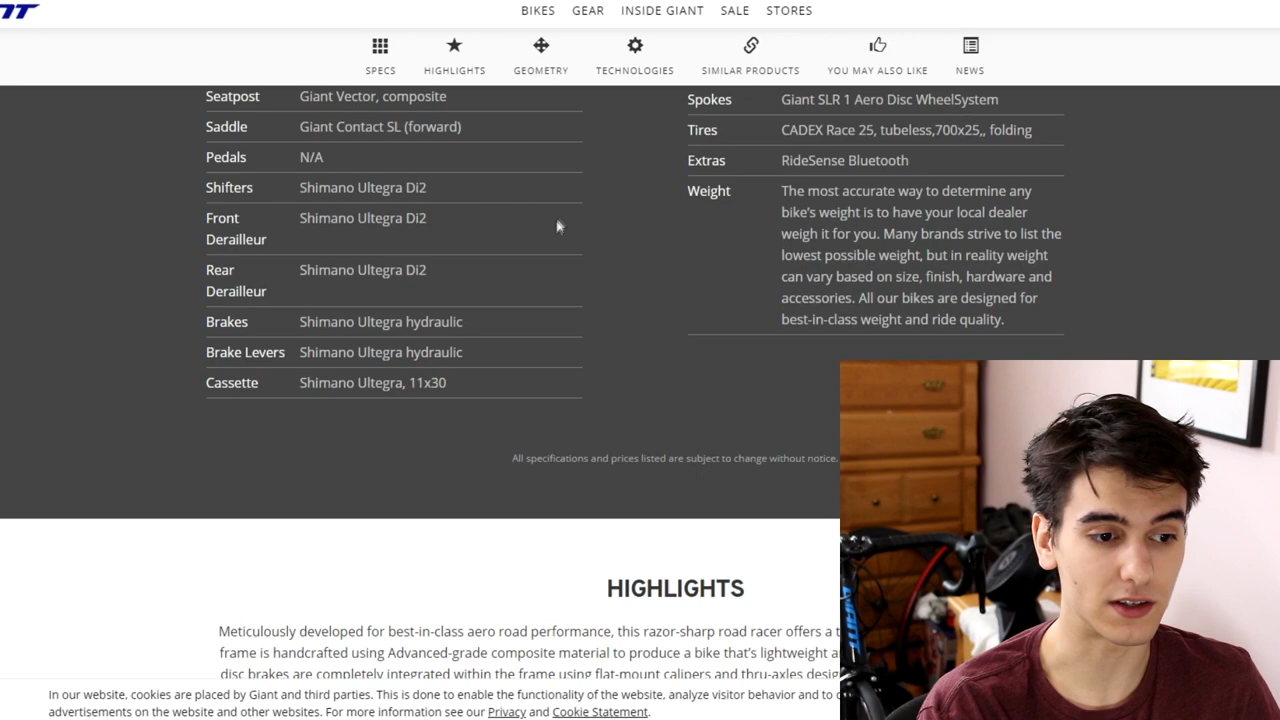 NT
BIKES GEAR INSIDE GIANT SALE STORES
SPECS HIGHLIGHTS GEOMETRY TECHNOLOGIES SIMILAR PRODUCTS YOU MAY ALSO LIKE NEWS
Seatpost Giant Vector, composite
Saddle Giant Contact SL (forward)
Pedals N/A
Shifters Shimano Ultegra Di2
Front Shimano Ultegra Di2
Derailleur
Rear Shimano Ultegra Di2
Derailleur
Brakes Shimano Ultegra hydraulic
Brake Levers Shimano Ultegra hydraulic
Cassette Shimano Ultegra, 11x30
Spokes Giant SLR 1 Aero Disc WheelSystem
Tires CADEX Race 25, tubeless,700x25,, folding
Extras RideSense Bluetooth
Weight The most accurate way to determine any
bike's weight is to have your local dealer
weigh it for you. Many brands strive to list the
lowest possible weight, but in reality weight
can vary based on size, finish, hardware and
accessories. All our bikes are designed for
best-in-class weight and ride quality.
All specifications and prices listed are subject to change without notice.
HIGHLIGHTS
Meticulously developed for best-in-class aero road performance, this razor-sharp road racer offers a
frame is handcrafted using Advanced-grade composite material to produce a bike that's lightweight
disc brakes are completely integrated within the frame using flat-mount calipers and thru-axles
In our website, cookies are placed by Giant and third parties. This is done to enable the functionality of the website, analyze visitor behavior and to
advertisements on the website and other websites. For more information see our Privacy and Cookie Statement.